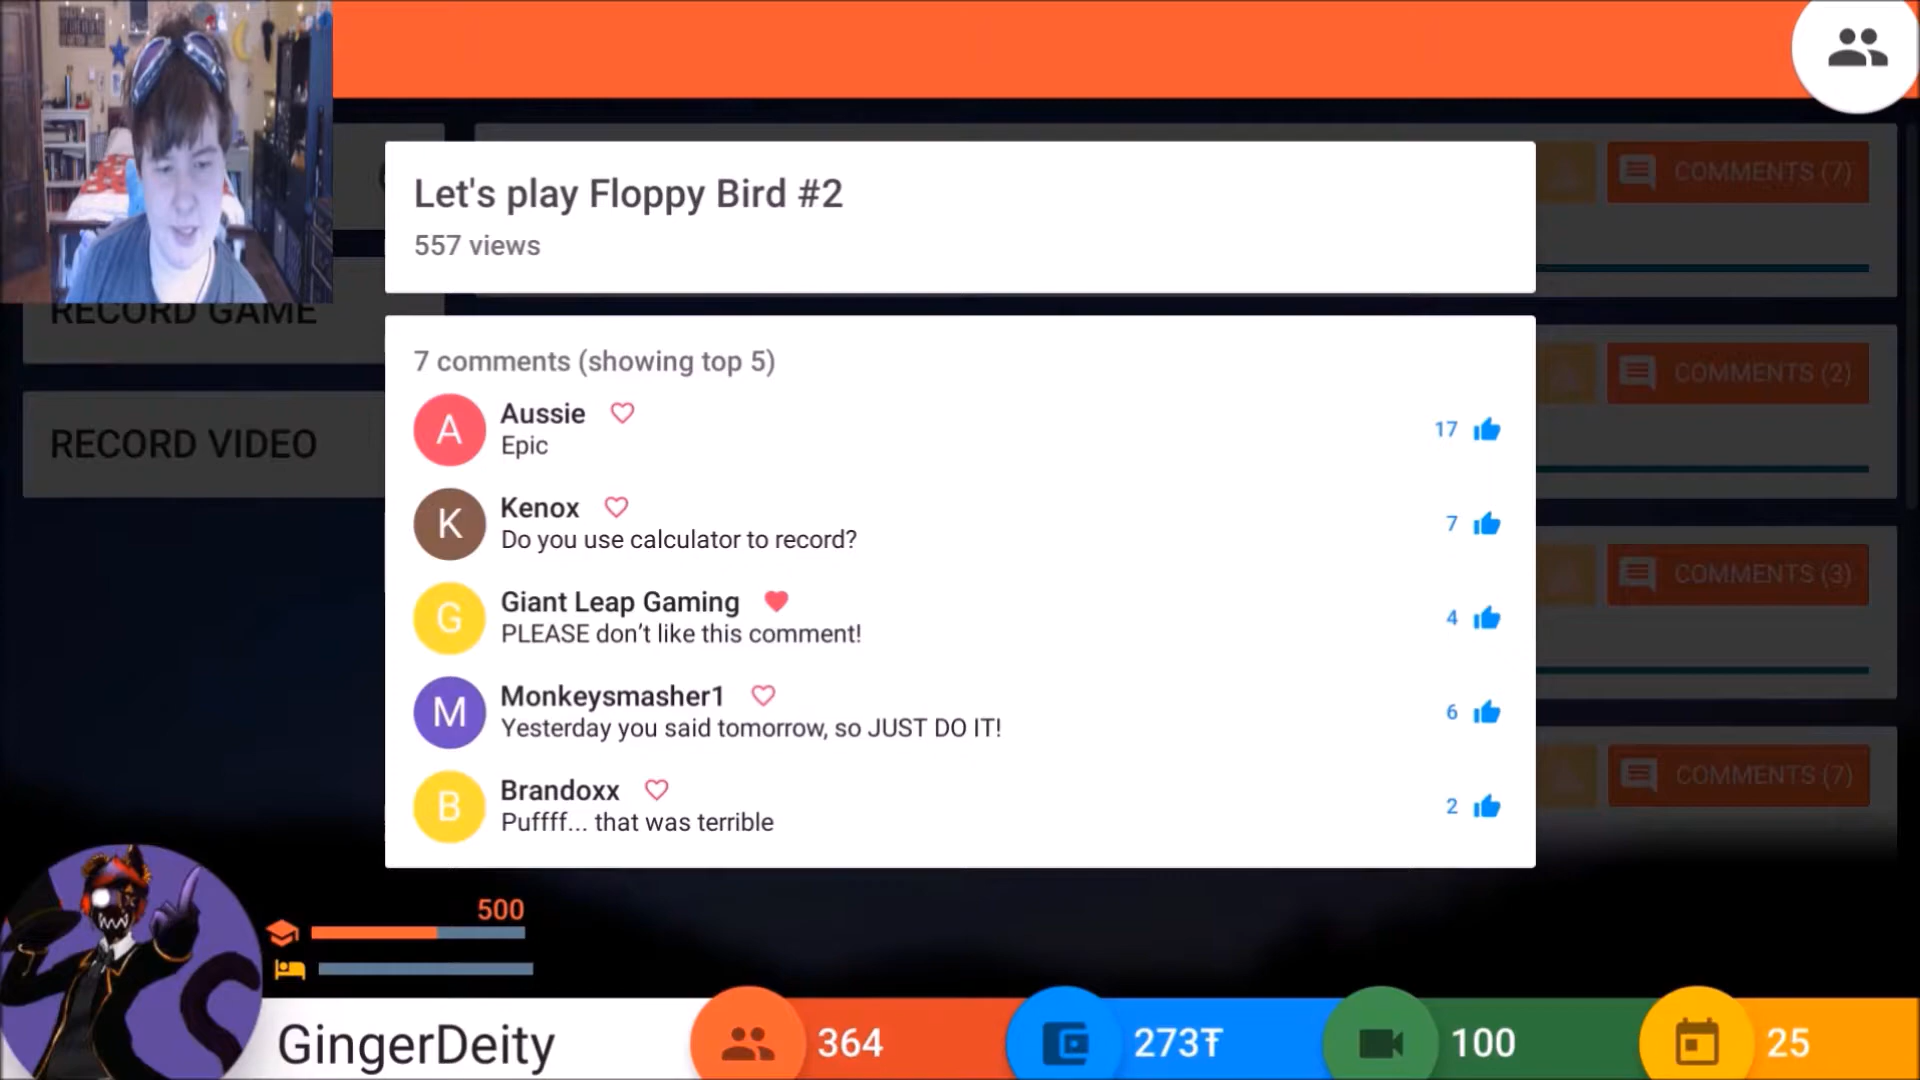 Let's play Floppy Bird #2
557 views
COMMENTS (7)
7 comments (showing top 5)
Aussie
Epic
17
COMMENTS (2)
Kenox
Do you use calculator to record?
7
Giant Leap Gaming
PLEASE don’t like this comment!
4
COMMENTS (3)
Monkeysmasher1
Yesterday you said tomorrow, so JUST DO IT!
6
Brandoxx
Puffff... that was terrible
2
COMMENTS (7)
RECORD GAME
RECORD VIDEO
500
GingerDeity
364
273Ŧ
100
25